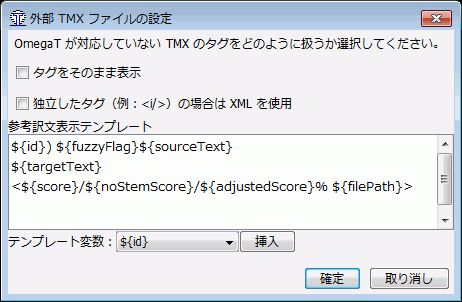 外部 TMX ファイルの設定
OmegaT が対応していない TMX のタグをどのように扱うか選択してください。
タグをそのまま表示
独立したタグ（例：<i/>）の場合は XML を使用
参考訳文表示テンプレート
${id}) ${fuzzyFlag}${sourceText}
${targetText}
<${score}/${noStemScore}/${adjustedScore}% ${filePath}>
テンプレート変数： ${id} 挿入
確定 取り消し